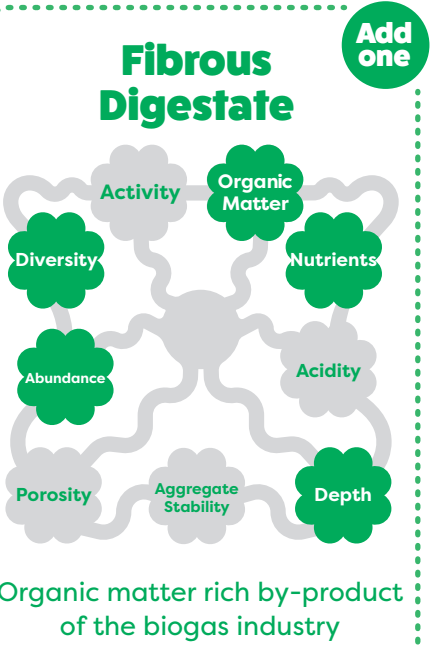 Add
one
Fibrous
Digestate
Activity
Organic
Matter
Diversity
Nutrients
Abundance
Acidity
Porosity
Aggregate
Stability
Depth
Organic matter rich by-product
of the biogas industry